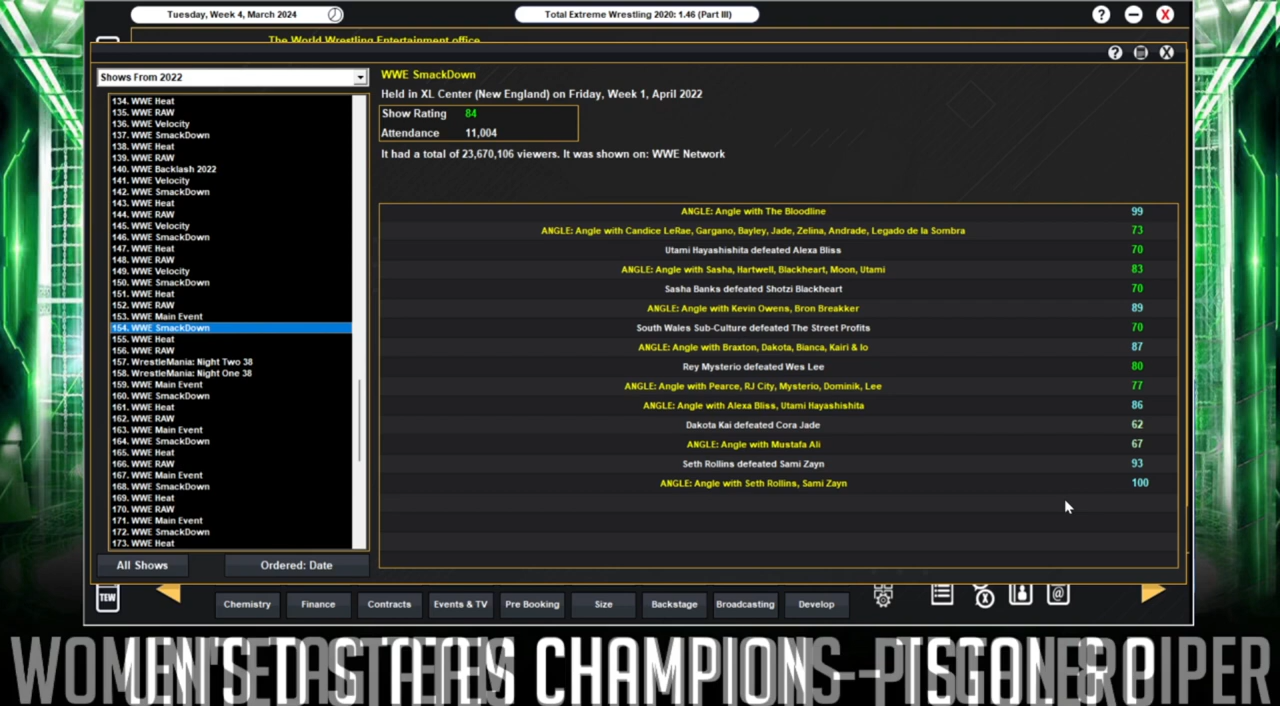 Tuesday, Week 4, March 2024
Total Extreme Wrestling 2020: 1.46 (Part III)
The World Wrestling Entertainment office
Shows From 2022
134. WWE Heat
135. WWE RAW
136. WWE Velocity
137. WWE SmackDown
138. WWE Heat
139. WWE RAW
140. WWE Backlash 2022
141. WWE Velocity
142. WWE SmackDown
143. WWE Heat
144. WWE RAW
145. WWE Velocity
146. WWE SmackDown
147. WWE Heat
148. WWE RAW
149. WWE Velocity
150. WWE SmackDown
151. WWE Heat
152. WWE RAW
153. WWE Main Event
154. WWE SmackDown
155. WWE Heat
156. WWE RAW
157. WrestleMania: Night Two 38
158. WrestleMania: Night One 38
159. WWE Main Event
160. WWE SmackDown
161. WWE Heat
162. WWE RAW
163. WWE Main Event
164. WWE SmackDown
165. WWE Heat
166. WWE RAW
167. WWE Main Event
168. WWE SmackDown
169. WWE Heat
170. WWE RAW
171. WWE Main Event
172. WWE SmackDown
173. WWE Heat
All Shows
Ordered: Date
WWE SmackDown
Held in XL Center (New England) on Friday, Week 1, April 2022
Show Rating 84
Attendance 11,004
It had a total of 23,670,106 viewers. It was shown on: WWE Network
ANGLE: Angle with The Bloodline 99
ANGLE: Angle with Candice LeRae, Gargano, Bayley, Jade, Zelina, Andrade, Legado de la Sombra 73
Utami Hayashishita defeated Alexa Bliss 70
ANGLE: Angle with Sasha, Hartwell, Blackheart, Moon, Utami 83
Sasha Banks defeated Shotzi Blackheart 70
ANGLE: Angle with Kevin Owens, Bron Breakker 89
South Wales Sub-Culture defeated The Street Profits 70
ANGLE: Angle with Braxton, Dakota, Bianca, Kairi & Io 87
Rey Mysterio defeated Wes Lee 80
ANGLE: Angle with Pearce, RJ City, Mysterio, Dominik, Lee 77
ANGLE: Angle with Alexa Bliss, Utami Hayashishita 86
Dakota Kai defeated Cora Jade 62
ANGLE: Angle with Mustafa Ali 67
Seth Rollins defeated Sami Zayn 93
ANGLE: Angle with Seth Rollins, Sami Zayn 100
TEW
Chemistry Finance Contracts Events & TV Pre Booking Size Backstage Broadcasting Develop
CHAMPION